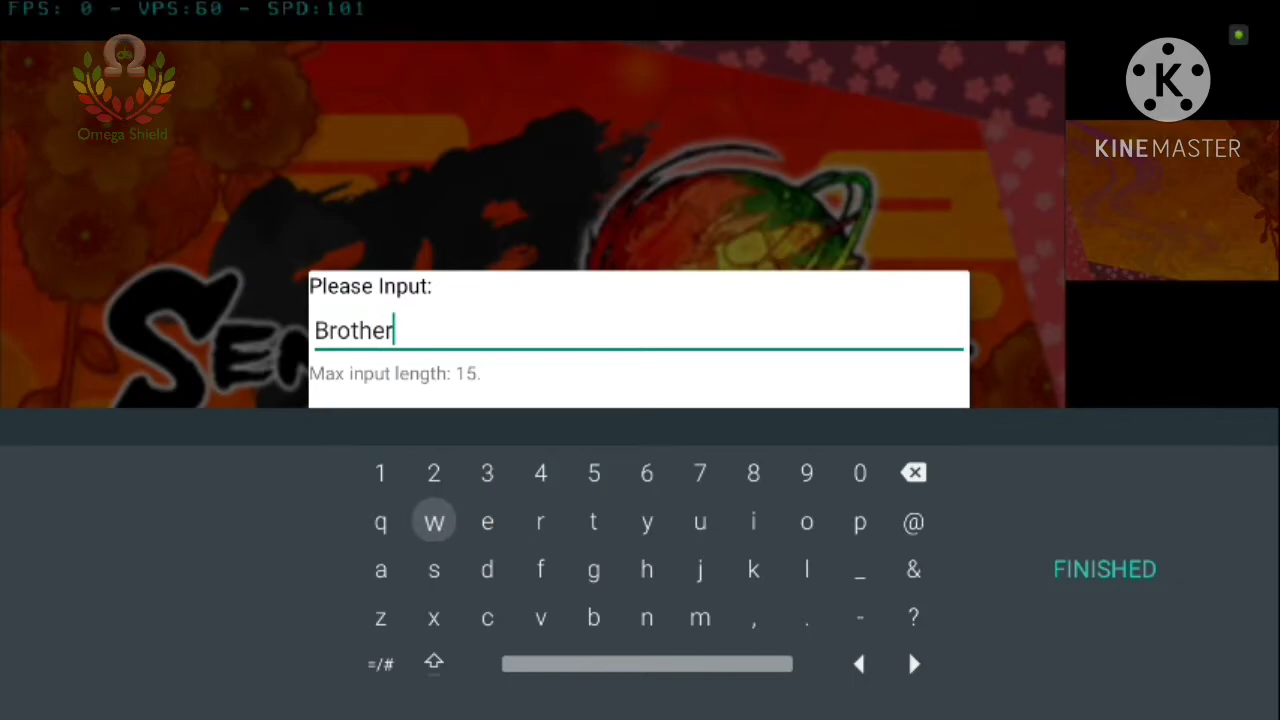 FPS: 0 - VPS:60 - SPD:101
Omega Shield
K
KINEMASTER
SEN
Please Input:
Brother
Max input length: 15.
1 2 3 4 5 6 7 8 9 0
q w e r t y u i o p @
a s d f g h j k l _ &
FINISHED
z x c v b n m , . - ?
=/#